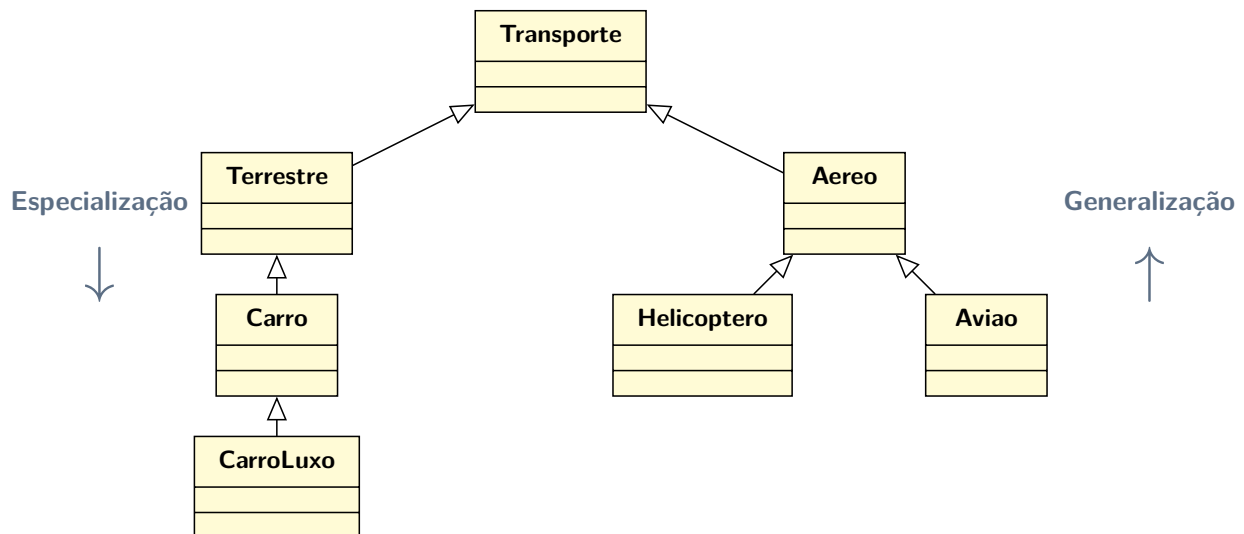 Transporte
Terrestre
Aereo
Especialização
Generalização
Carro
Helicoptero
Aviao
CarroLuxo